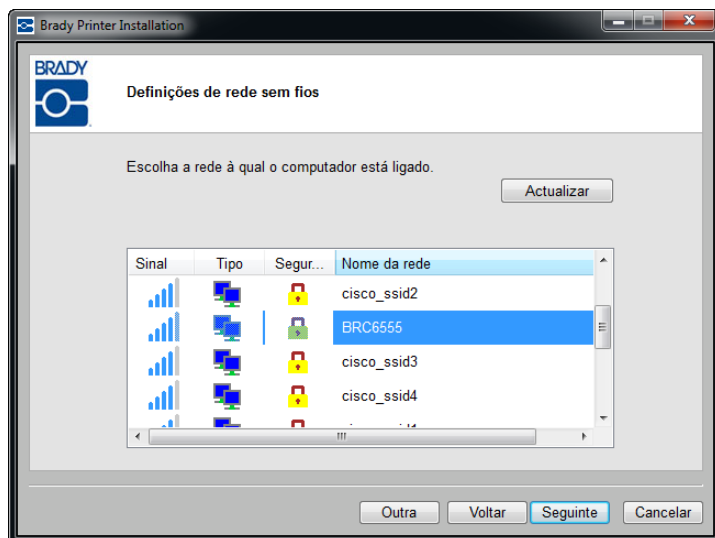 Brady Printer Installation
BRADY
Definições de rede sem fios
Escolha a rede à qual o computador está ligado.
Actualizar
Sinal Tipo Segur... Nome da rede
cisco_ssid2
BRC6555
cisco_ssid3
cisco_ssid4
Outra Voltar Seguinte Cancelar